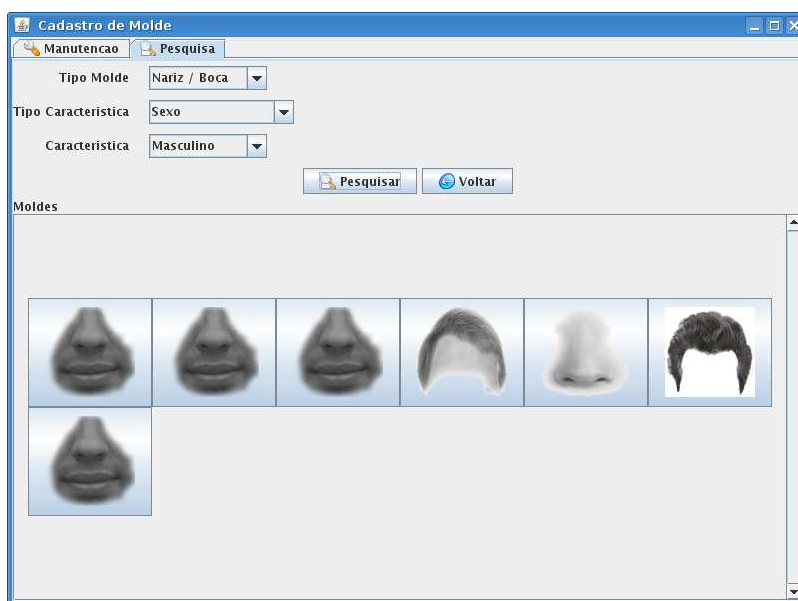 Cadastro de Molde
Manutencao Pesquisa
Tipo Molde Nariz / Boca
Tipo Caracteristica Sexo
Caracteristica Masculino
Pesquisar Voltar
Moldes